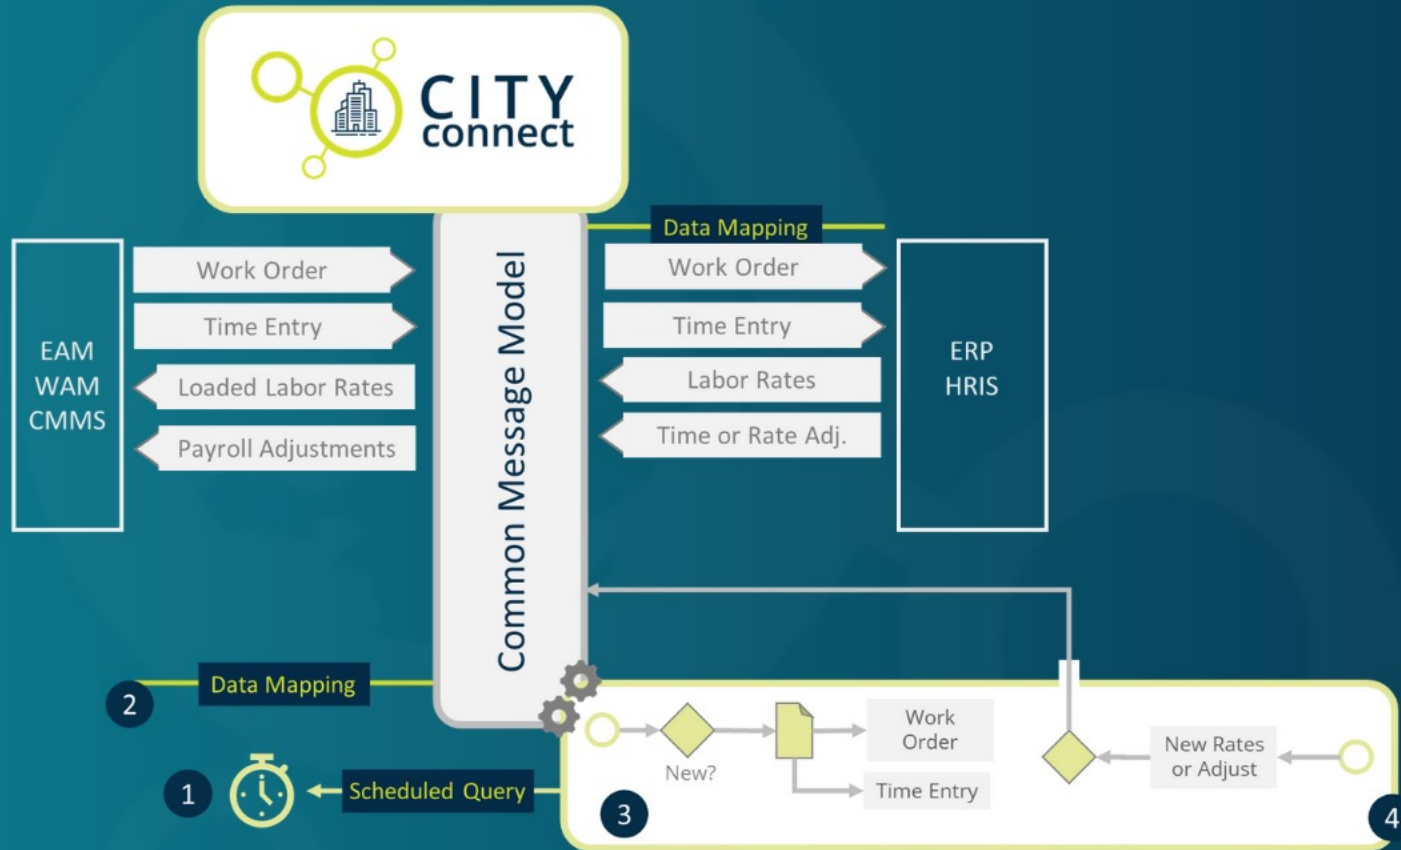 CITY
connect
Data Mapping
Work Order
Time Entry
Loaded Labor Rates
Payroll Adjustments
EAM
WAM
CMMS
Common Message Model
Work Order
Time Entry
Labor Rates
Time or Rate Adj.
ERP
HRIS
2
Data Mapping
1
Scheduled Query
3
New?
Work
Order
Time Entry
New Rates
or Adjust
4